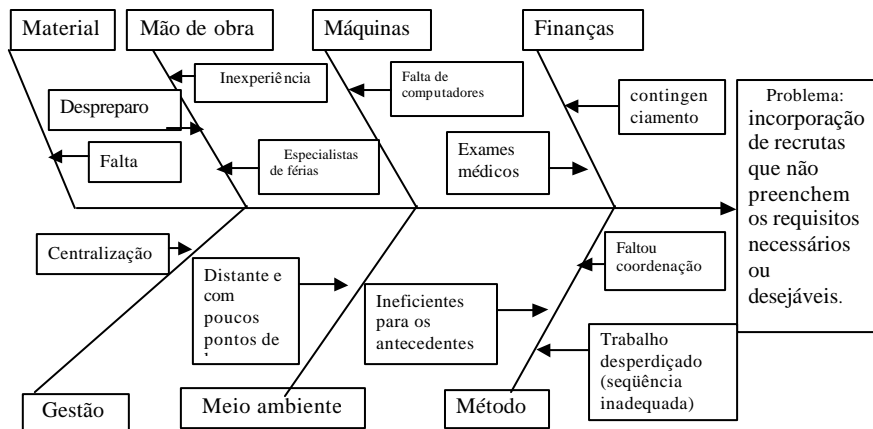 Material
Mão de obra
Máquinas
Finanças
Inexperiência
Despreparo
Falta
Especialistas
de férias
Falta de
computadores
contingen
ciamento
Exames
médicos
Problema:
incorporação
de recrutas
que não
preenchem
os requisitos
necessários
ou
desejáveis.
Centralização
Distante e
com
poucos
pontos de
Ineficientes
para os
antecedentes
Faltou
coordenação
Trabalho
desperdiçado
(seqüência
inadequada)
Gestão
Meio ambiente
Método